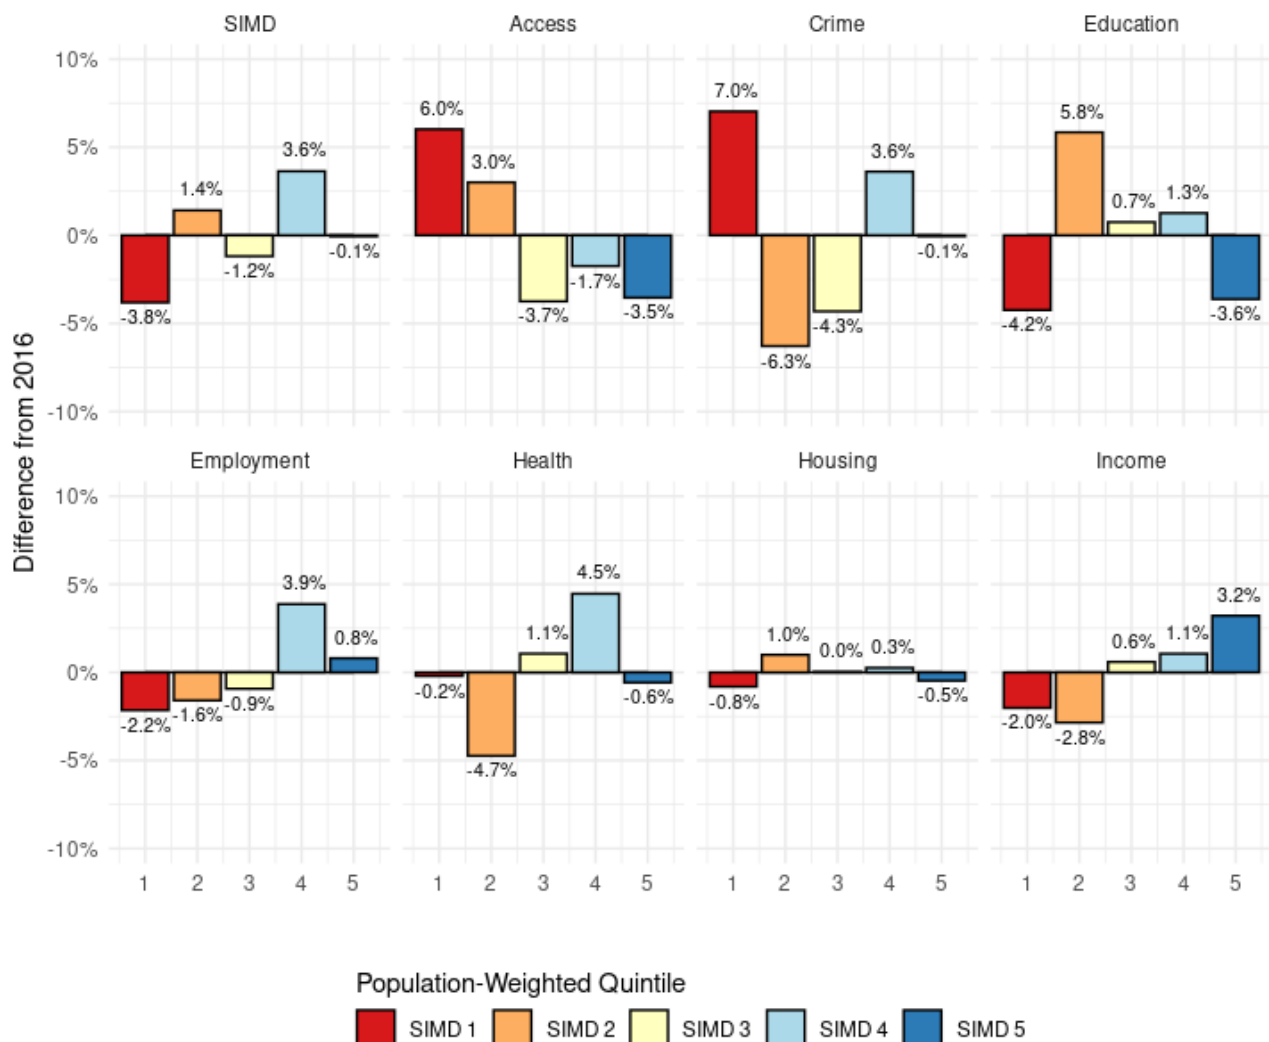 SIMD Access Crime Education
10%
5%
0%
-5%
-10%
-3.8% 1.4% -1.2% 3.6% -0.1%
6.0% 3.0% -3.7% -1.7% -3.5%
7.0% -6.3% -4.3% 3.6% -0.1%
-4.2% 5.8% 0.7% 1.3% -3.6%
Difference from 2016
Employment Health Housing Income
10%
5%
0%
-5%
-10%
-2.2% -1.6% -0.9% 3.9% 0.8%
-0.2% -4.7% 1.1% 4.5% -0.6%
-0.8% 1.0% 0.0% 0.3% -0.5%
-2.0% -2.8% 0.6% 1.1% 3.2%
1 2 3 4 5 1 2 3 4 5 1 2 3 4 5 1 2 3 4 5
Population-Weighted Quintile
SIMD 1 SIMD 2 SIMD 3 SIMD 4 SIMD 5